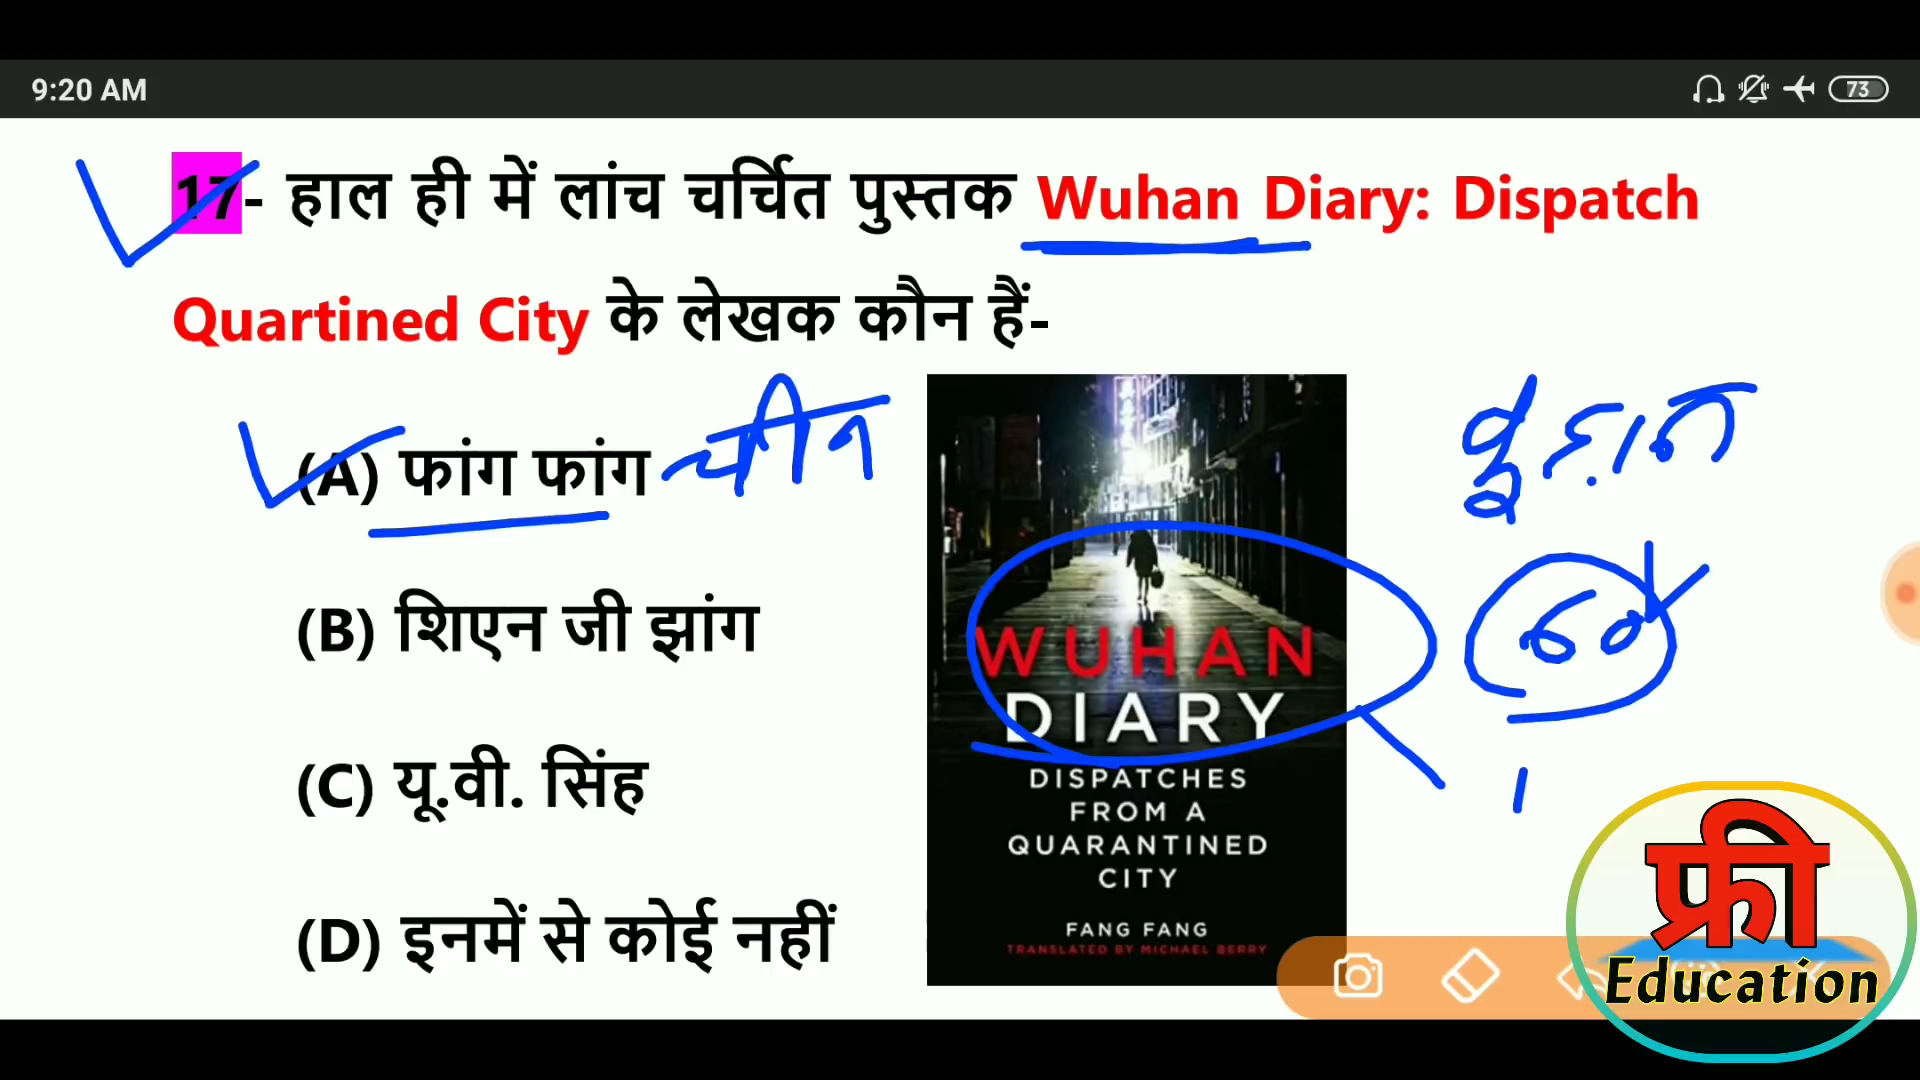 9:20 AM
73
17- हाल ही में लांच चर्चित पुस्तक Wuhan Diary: Dispatch
Quartined City के लेखक कौन हैं-
(A) फांग फांग
चीन
वुहान
(B) शिएन जी झांग
60
(C) यू.वी. सिंह
(D) इनमें से कोई नहीं
WUHAN
DIARY
DISPATCHES
FROM A
QUARANTINED
CITY
FANG FANG
TRANSLATED BY MICHAEL BERRY
फ्री
Education